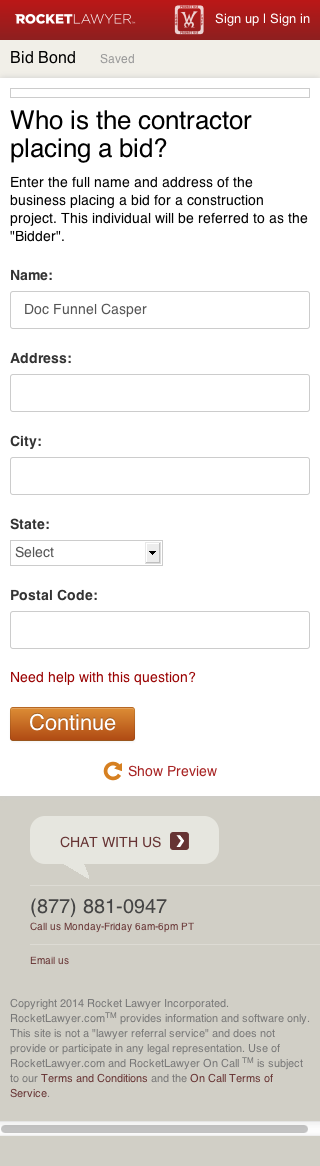 ROCKETLAWYER
Sign up | Sign in
Bid Bond Saved
Who is the contractor
placing a bid?
Enter the full name and address of the
business placing a bid for a construction
project. This individual will be referred to as the
"Bidder".
Name:
Doc Funnel Casper
Address:
City:
State:
Select
Postal Code:
Need help with this question?
Continue
Show Preview
CHAT WITH US
(877) 881-0947
Call us Monday-Friday 6am-6pm PT
Email us
Copyright 2014 Rocket Lawyer Incorporated.
RocketLawyer.com™ provides information and software only.
This site is not a "lawyer referral service" and does not
provide or participate in any legal representation. Use of
RocketLawyer.com and RocketLawyer On Call ™ is subject
to our Terms and Conditions and the On Call Terms of
Service.